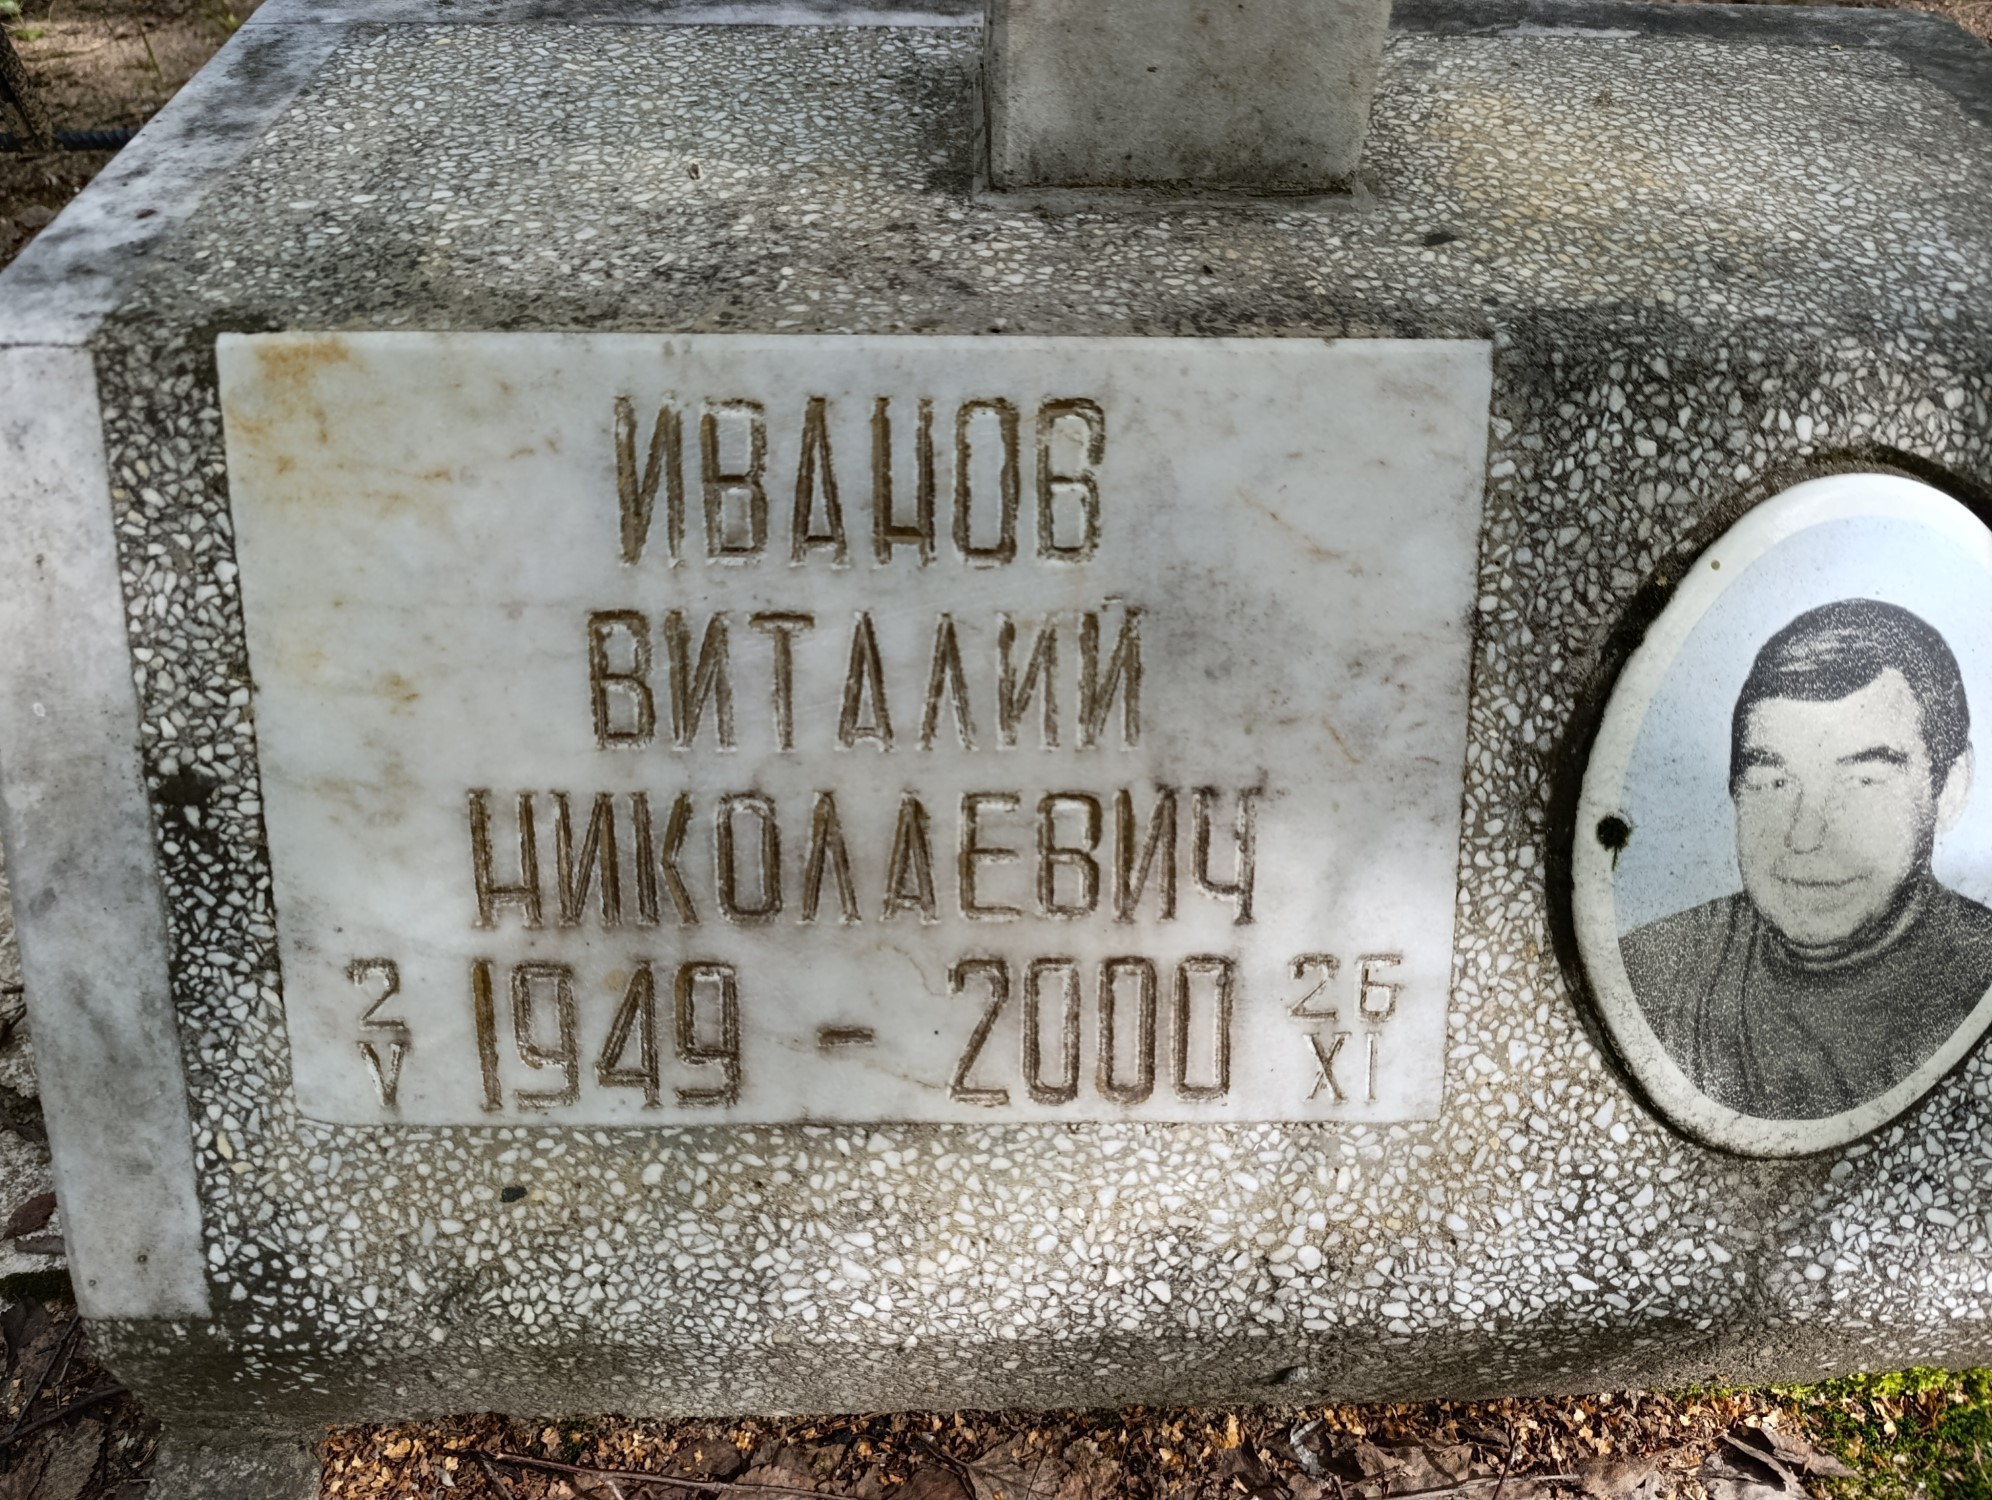 ИВАНОВ
ВИТАЛИЙ
НИКОЛАЕВИЧ
2/V 1949 - 2000 26/XI